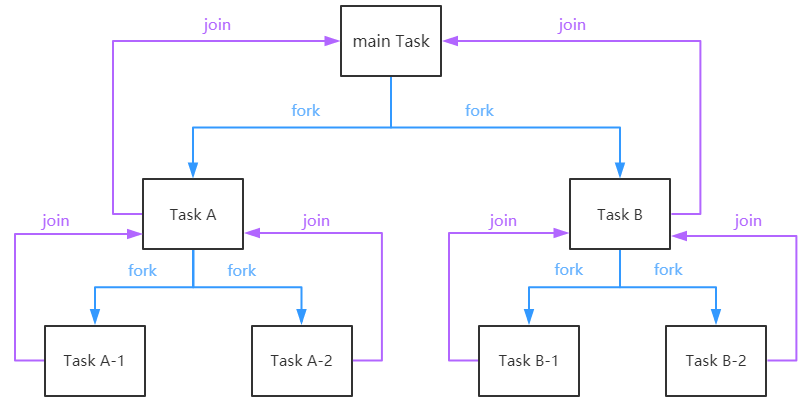 join
join
main Task
fork
fork
Task A
Task B
join
join
join
join
fork
fork
fork
fork
Task A-1
Task A-2
Task B-1
Task B-2